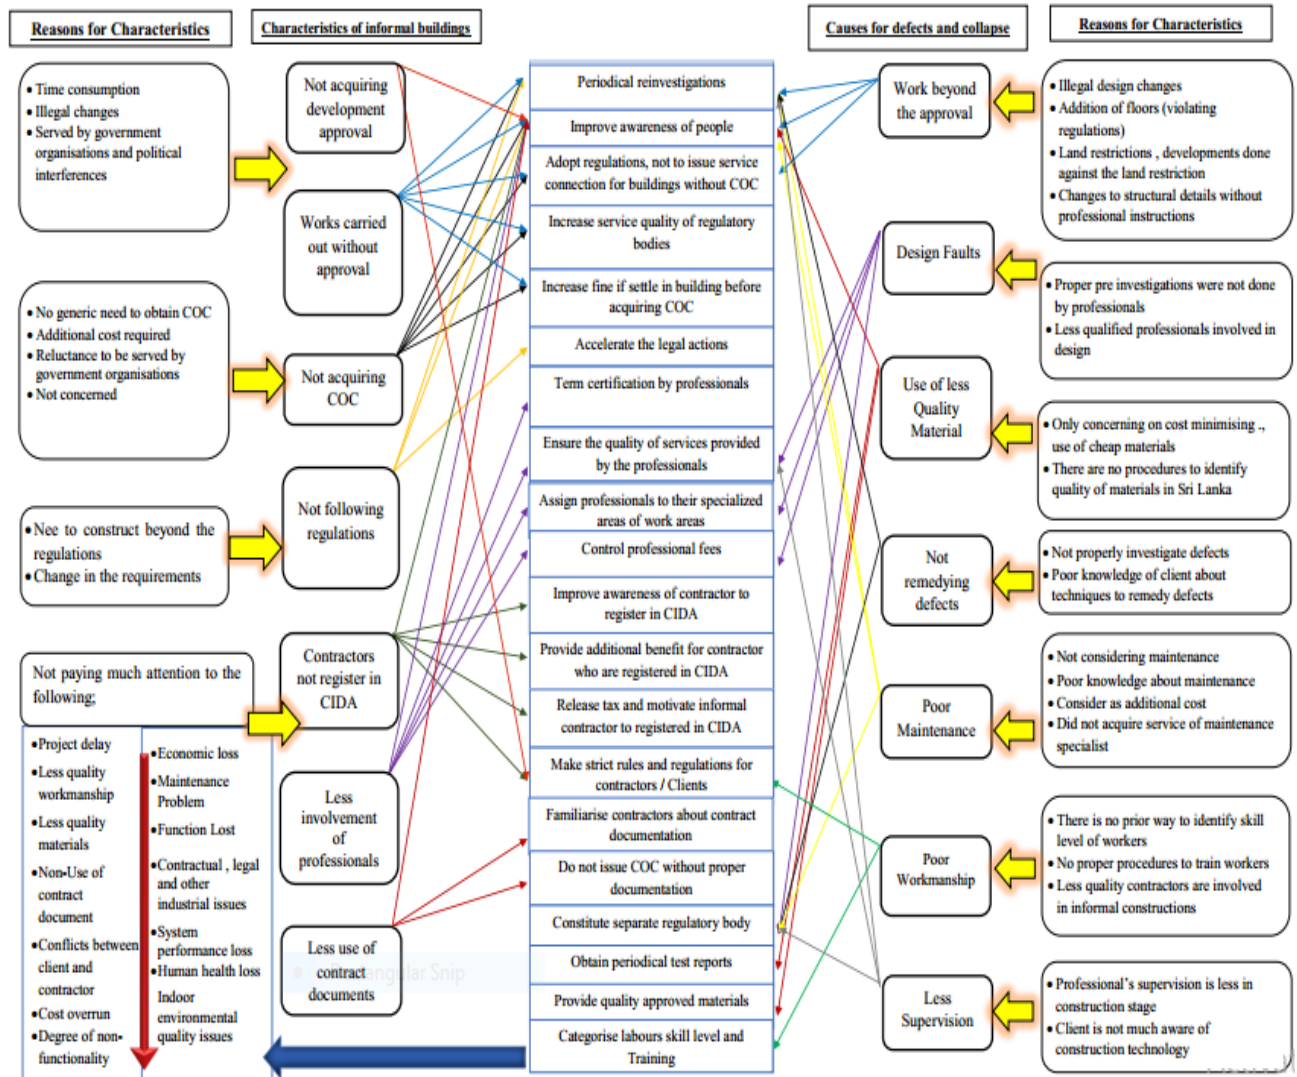 Reasons for Characteristics
Characteristics of informal buildings
Causes for defects and collapse
Reasons for Characteristics
• Time consumption
• Illegal changes
• Served by government
organisations and political
interferences
• No generic need to obtain COC
• Additional cost required
• Reluctance to be served by
government organisations
• Not concerned
• Nee to construct beyond the
regulations
• Change in the requirements
Not paying much attention to the
following;
•Project delay
•Less quality
workmanship
•Less quality
materials
•Non-Use of
contract
document
•Conflicts between
client and
contractor
•Cost overrun
•Degree of non-
functionality
•Economic loss
•Maintenance
Problem
•Function Lost
•Contractual , legal
and other
industrial issues
•System
performance loss
•Human health loss
Indoor
environmental
quality issues
Not acquiring
development
approval
Works carried
out without
approval
Not acquiring
COC
Not following
regulations
Contractors
not register in
CIDA
Less
involvement
of
professionals
Less use of
contract
documents
Periodical reinvestigations
Improve awareness of people
Adopt regulations, not to issue service
connection for buildings without COC
Increase service quality of regulatory
bodies
Increase fine if settle in building before
acquiring COC
Accelerate the legal actions
Term certification by professionals
Ensure the quality of services provided
by the professionals
Assign professionals to their specialized
areas of work areas
Control professional fees
Improve awareness of contractor to
register in CIDA
Provide additional benefit for contractor
who are registered in CIDA
Release tax and motivate informal
contractor to registered in CIDA
Make strict rules and regulations for
contractors / Clients
Familiarise contractors about contract
documentation
Do not issue COC without proper
documentation
Constitute separate regulatory body
Obtain periodical test reports
Provide quality approved materials
Categorise labours skill level and
Training
Work beyond
the approval
Design Faults
Use of less
Quality
Material
Not
remedying
defects
Poor
Maintenance
Poor
Workmanship
Less
Supervision
• Illegal design changes
• Addition of floors (violating
regulations)
• Land restrictions , developments done
against the land restriction
• Changes to structural details without
professional instructions
• Proper pre investigations were not done
by professionals
• Less qualified professionals involved in
design
• Only concerning on cost minimising .,
use of cheap materials
• There are no procedures to identify
quality of materials in Sri Lanka
• Not properly investigate defects
• Poor knowledge of client about
techniques to remedy defects
• Not considering maintenance
• Poor knowledge about maintenance
• Consider as additional cost
• Did not acquire service of maintenance
specialist
• There is no prior way to identify skill
level of workers
• No proper procedures to train workers
• Less quality contractors are involved
in informal constructions
• Professional's supervision is less in
construction stage
• Client is not much aware of
construction technology
Snip